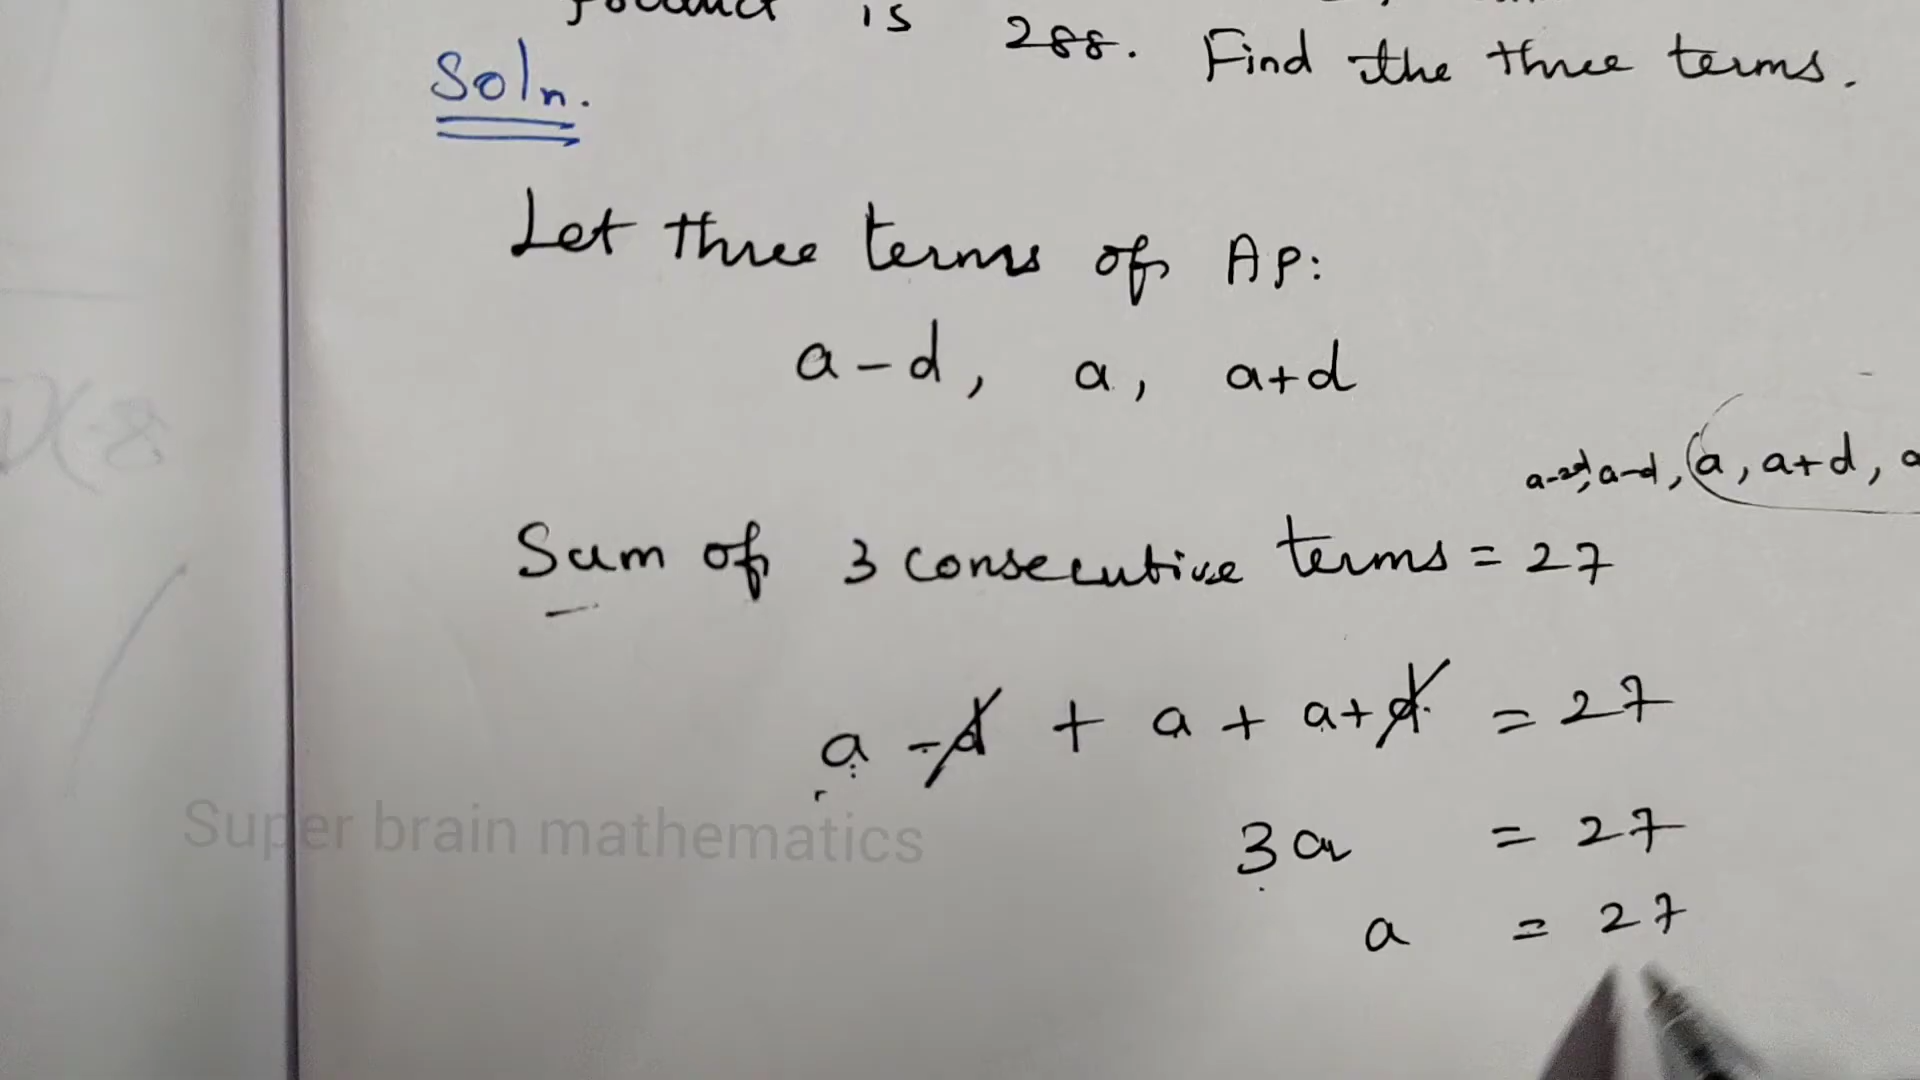 is 288. Find the three terms.
Soln.
Let three terms of AP:
a-d, a, a+d
a-2d, a-d, (a, a+d,
Sum of 3 consecutive terms = 27
a - d + a + a + d = 27
3a = 27
a = 27
Super brain mathematics